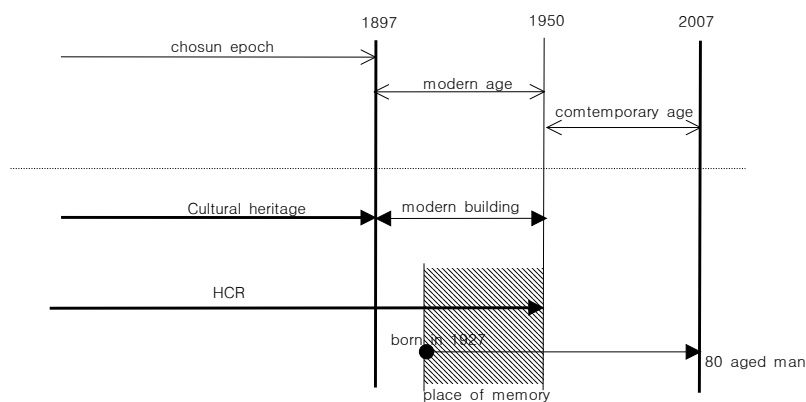 1897
1950
2007
chosun epoch
modern age
comtemporary age
Cultural heritage
modern building
HCR
born in 1927
80 aged man
place of memory